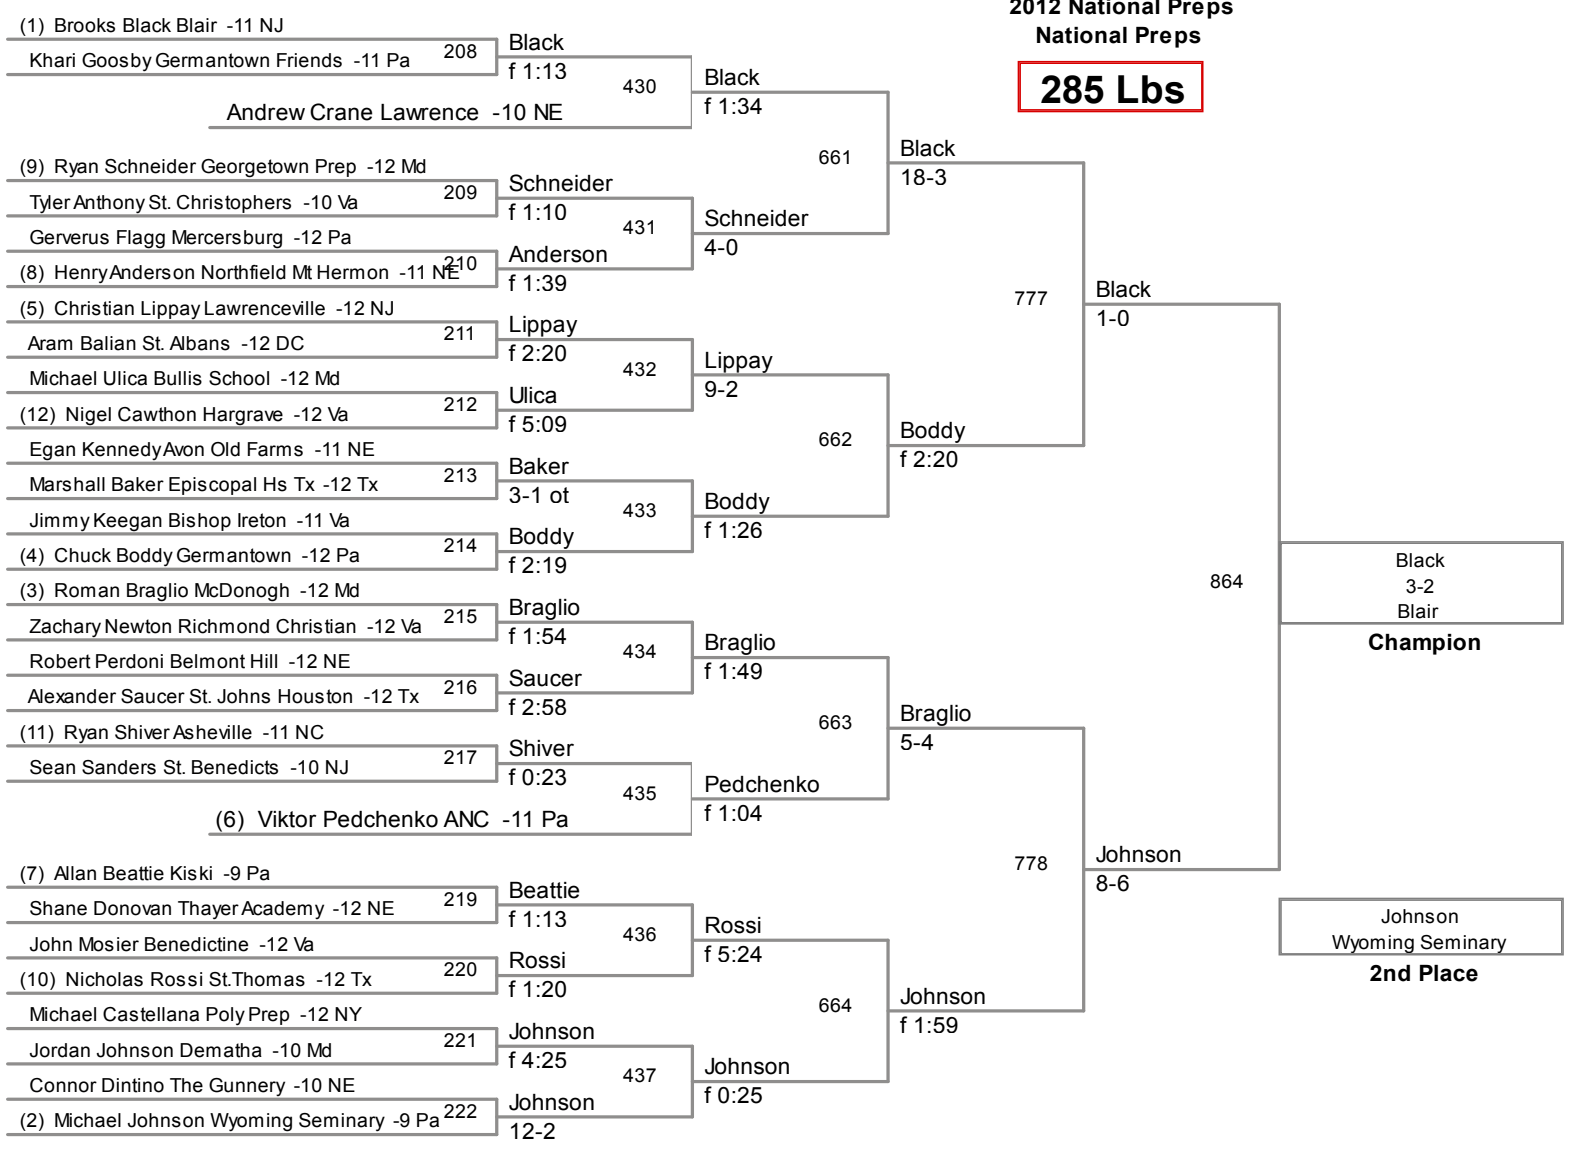 2012 National Preps
National Preps
285 Lbs
(1) Brooks Black Blair -11 NJ
208
Khari Goosby Germantown Friends -11 Pa
Black
f 1:13
430
Andrew Crane Lawrence -10 NE
Black
f 1:34
661
(9) Ryan Schneider Georgetown Prep -12 Md
209
Tyler Anthony St. Christophers -10 Va
Schneider
f 1:10
431
Gerverus Flagg Mercersburg -12 Pa
210
(8) Henry Anderson Northfield Mt Hermon -11 NE
Anderson
f 1:39
Schneider
4-0
Black
18-3
777
(5) Christian Lippay Lawrenceville -12 NJ
211
Aram Balian St. Albans -12 DC
Lippay
f 2:20
432
Michael Ulica Bullis School -12 Md
212
(12) Nigel Cawthon Hargrave -12 Va
Ulica
f 5:09
Lippay
9-2
662
Egan Kennedy Avon Old Farms -11 NE
213
Marshall Baker Episcopal Hs Tx -12 Tx
Baker
3-1 ot
433
Jimmy Keegan Bishop Ireton -11 Va
214
(4) Chuck Boddy Germantown -12 Pa
Boddy
f 2:19
Boddy
f 1:26
Boddy
f 2:20
Black
1-0
864
(3) Roman Braglio McDonogh -12 Md
215
Zachary Newton Richmond Christian -12 Va
Braglio
f 1:54
434
Robert Perdoni Belmont Hill -12 NE
216
Alexander Saucer St. Johns Houston -12 Tx
Saucer
f 2:58
Braglio
f 1:49
663
(11) Ryan Shiver Asheville -11 NC
217
Sean Sanders St. Benedicts -10 NJ
Shiver
f 0:23
435
(6) Viktor Pedchenko ANC -11 Pa
Pedchenko
f 1:04
Braglio
5-4
778
(7) Allan Beattie Kiski -9 Pa
219
Shane Donovan Thayer Academy -12 NE
Beattie
f 1:13
436
John Mosier Benedictine -12 Va
220
(10) Nicholas Rossi St.Thomas -12 Tx
Rossi
f 1:20
Rossi
f 5:24
664
Michael Castellana Poly Prep -12 NY
221
Jordan Johnson Dematha -10 Md
Johnson
f 4:25
437
Connor Dintino The Gunnery -10 NE
222
(2) Michael Johnson Wyoming Seminary -9 Pa
Johnson
12-2
Johnson
f 0:25
Johnson
f 1:59
Johnson
8-6
Black
3-2
Blair
Champion
Johnson
Wyoming Seminary
2nd Place